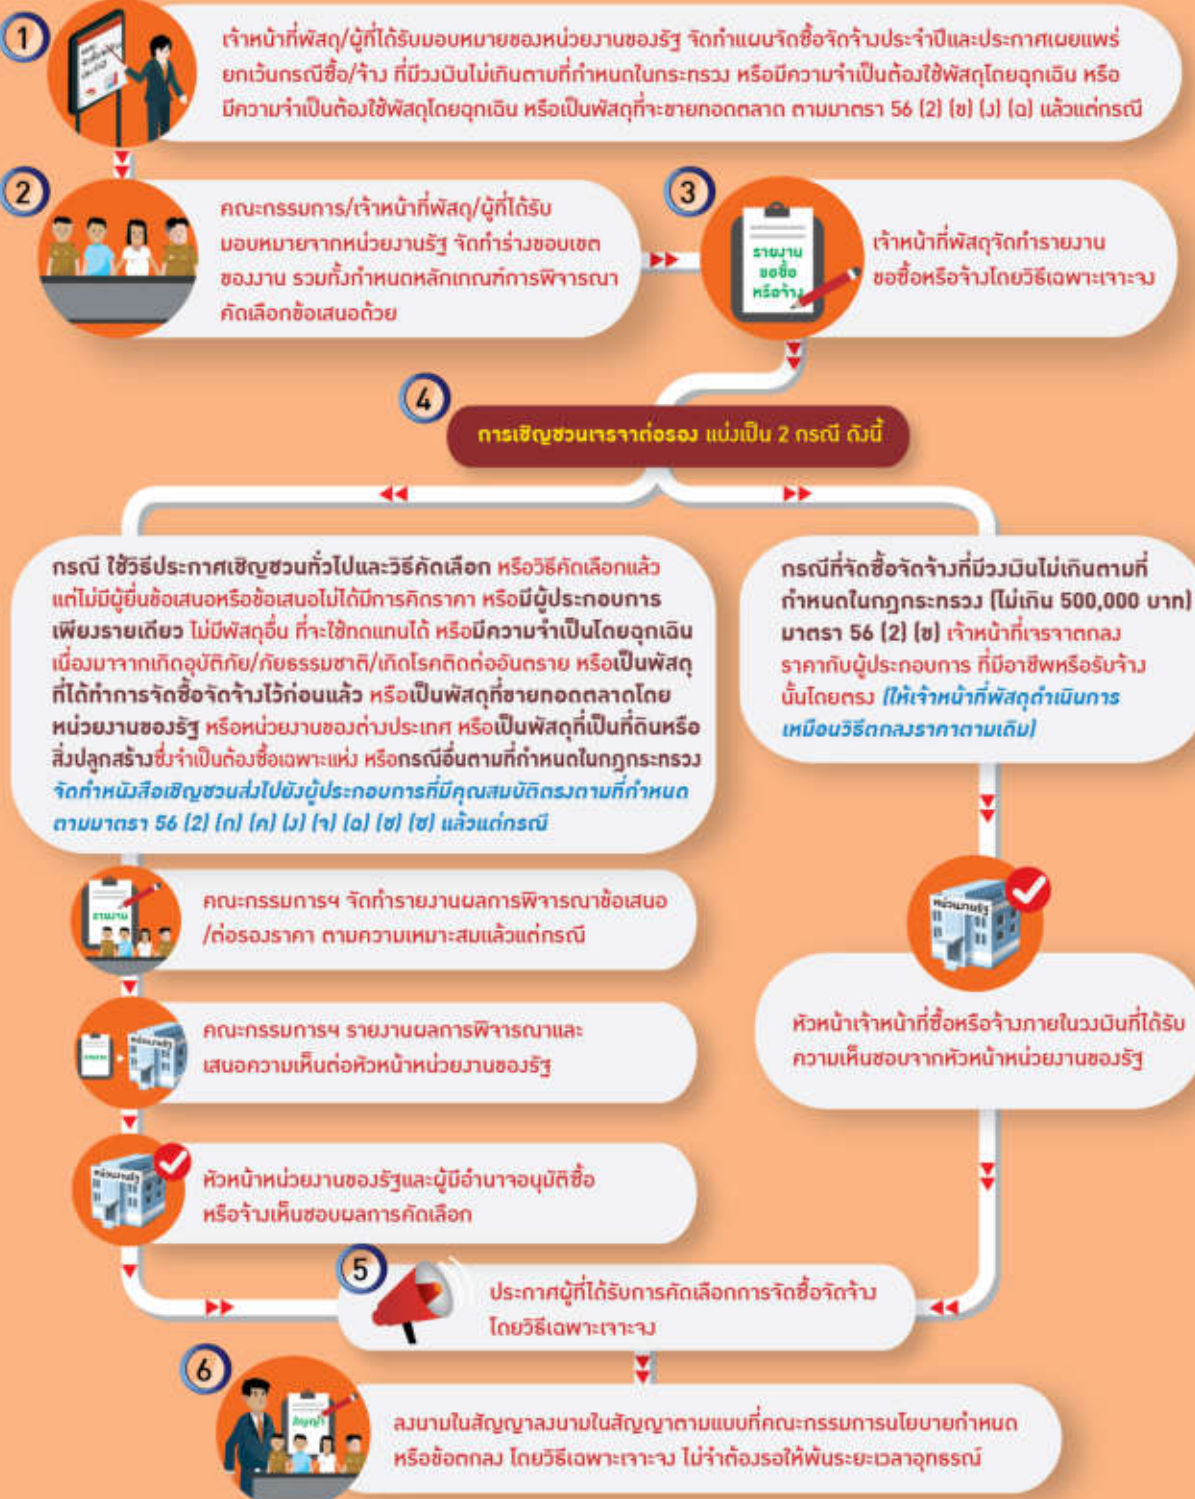 1
เจ้าหน้าที่พัสดุ/ผู้ที่ได้รับมอบหมายของหน่วยงานของรัฐ จัดทำแผนจัดซื้อจัดจ้างประจำปีและประกาศเผยแพร่
ยกเว้นกรณีซื้อ/จ้าง ที่มีวงเงินไม่เกินตามที่กำหนดในกระทรวง หรือมีความจำเป็นต้องใช้พัสดุโดยฉุกเฉิน หรือ
มีความจำเป็นต้องใช้พัสดุโดยฉุกเฉิน หรือเป็นพัสดุที่จะขายทอดตลาด ตามมาตรา 56 (2) (ข) (ง) (ฉ) แล้วแต่กรณี
2
คณะกรรมการ/เจ้าหน้าที่พัสดุ/ผู้ที่ได้รับ
มอบหมายจากหน่วยงานรัฐ จัดทำร่างขอบเขต
ของงาน รวมทั้งกำหนดหลักเกณฑ์การพิจารณา
คัดเลือกข้อเสนอด้วย
3
รายงาน
ขอซื้อ
หรือจ้าง
เจ้าหน้าที่พัสดุจัดทำรายงาน
ขอซื้อหรือจ้างโดยวิธีเฉพาะเจาะจง
4
การเชิญชวนเจรจาต่อรอง แบ่งเป็น 2 กรณี ดังนี้
กรณี ใช้วิธีประกาศเชิญชวนทั่วไปและวิธีคัดเลือก หรือวิธีคัดเลือกแล้ว
แต่ไม่มีผู้ยื่นข้อเสนอหรือข้อเสนอไม่ได้มีการคิดราคา หรือมีผู้ประกอบการ
เพียงรายเดียว ไม่มีพัสดุอื่น ที่จะใช้ทดแทนได้ หรือมีความจำเป็นโดยฉุกเฉิน
เนื่องมาจากเกิดอุบัติภัย/ภัยธรรมชาติ/เกิดโรคติดต่ออันตราย หรือเป็นพัสดุ
ที่ได้ทำการจัดซื้อจัดจ้างไว้ก่อนแล้ว หรือเป็นพัสดุที่ขายทอดตลาดโดย
หน่วยงานของรัฐ หรือหน่วยงานของต่างประเทศ หรือเป็นพัสดุที่เป็นที่ดินหรือ
สิ่งปลูกสร้างซึ่งจำเป็นต้องซื้อเฉพาะแห่ง หรือกรณีอื่นตามที่กำหนดในกฎกระทรวง
จัดทำหนังสือเชิญชวนส่งไปยังผู้ประกอบการที่มีคุณสมบัติตรงตามที่กำหนด
ตามมาตรา 56 (2) (ก) (ค) (ง) (จ) (ฉ) (ช) (ซ) แล้วแต่กรณี
กรณีที่จัดซื้อจัดจ้างที่มีวงเงินไม่เกินตามที่
กำหนดในกฎกระทรวง (ไม่เกิน 500,000 บาท)
มาตรา 56 (2) (ข) เจ้าหน้าที่เจรจาตกลง
ราคากับผู้ประกอบการ ที่มีอาชีพหรือรับจ้าง
นั้นโดยตรง (ให้เจ้าหน้าที่พัสดุดำเนินการ
เหมือนวิธีตกลงราคาตามเดิม)
รายงาน
คณะกรรมการฯ จัดทำรายงานผลการพิจารณาข้อเสนอ
/ต่อรองราคา ตามความเหมาะสมแล้วแต่กรณี
หน่วยงานรัฐ
คณะกรรมการฯ รายงานผลการพิจารณาและ
เสนอความเห็นต่อหัวหน้าหน่วยงานของรัฐ
หน่วยงานรัฐ
หัวหน้าเจ้าหน้าที่ซื้อหรือจ้างภายในวงเงินที่ได้รับ
ความเห็นชอบจากหัวหน้าหน่วยงานของรัฐ
หน่วยงานรัฐ
หัวหน้าหน่วยงานของรัฐและผู้มีอำนาจอนุมัติซื้อ
หรือจ้างเห็นชอบผลการคัดเลือก
5
ประกาศผู้ที่ได้รับการคัดเลือกการจัดซื้อจัดจ้าง
โดยวิธีเฉพาะเจาะจง
6
สัญญา
ลงนามในสัญญาลงนามในสัญญาตามแบบที่คณะกรรมการนโยบายกำหนด
หรือข้อตกลง โดยวิธีเฉพาะเจาะจง ไม่จำต้องรอให้พ้นระยะเวลาอุทธรณ์